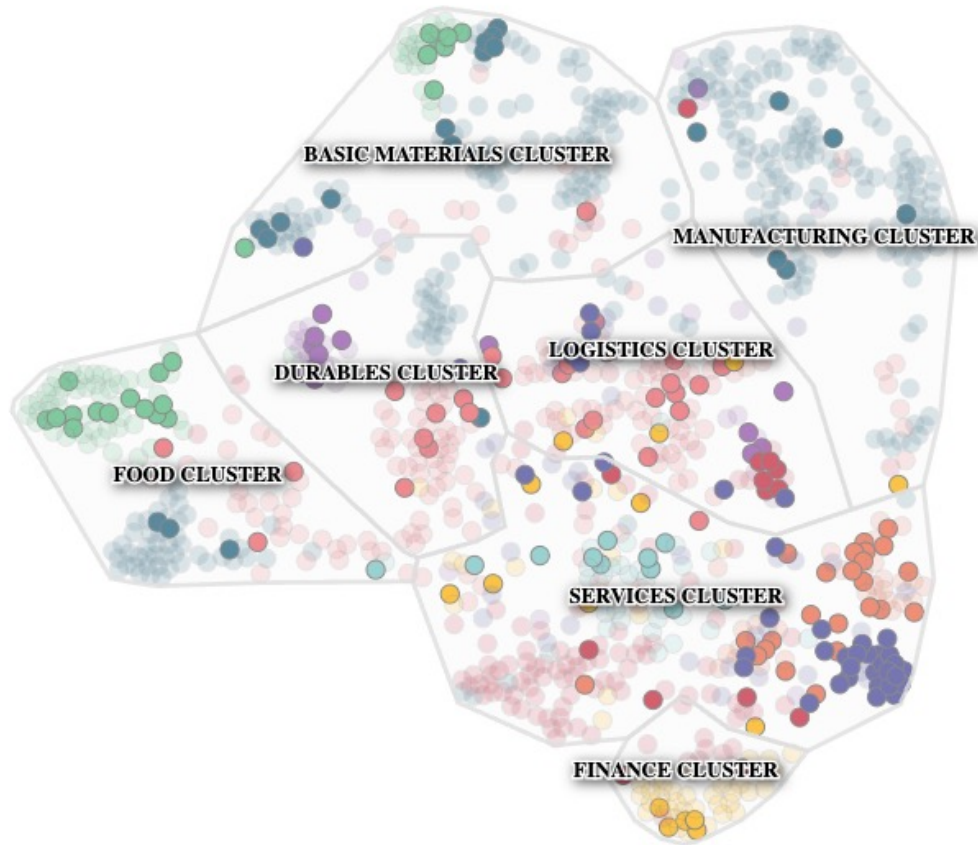 BASIC MATERIALS CLUSTER
MANUFACTURING CLUSTER
LOGISTICS CLUSTER
DURABLES CLUSTER
FOOD CLUSTER
SERVICES CLUSTER
FINANCE CLUSTER